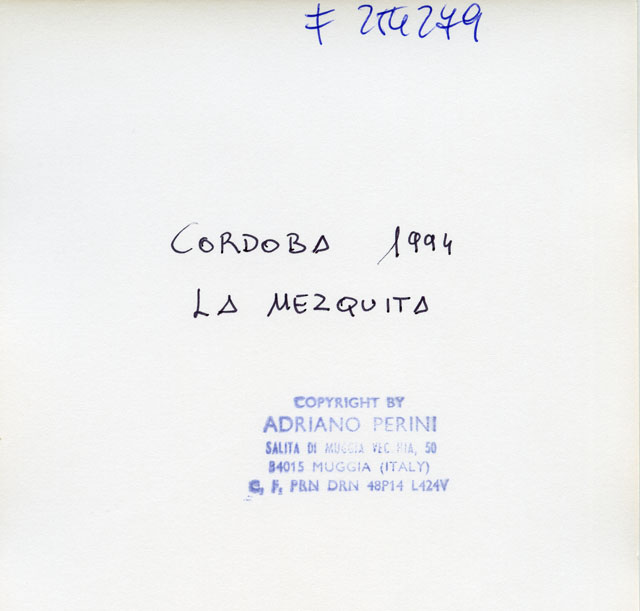 F 254279
CORDOBA 1994
LA MEZQUITA
COPYRIGHT BY
ADRIANO PERINI
SALITA DI MUGGIA VECCHIA, 50
34015 MUGGIA (ITALY)
C. F. PRN DRN 48P14 L424V